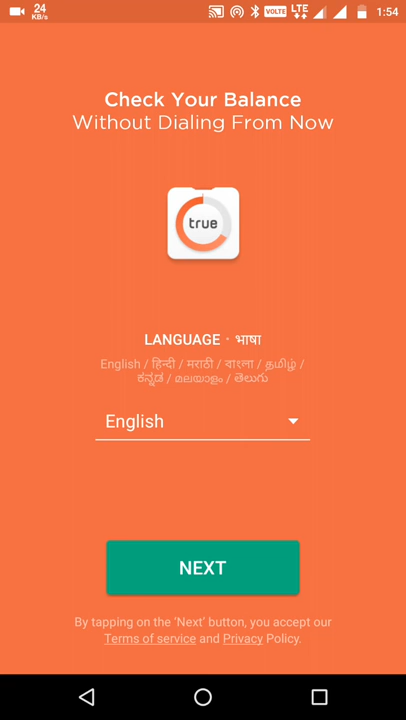 24
KB/s
VOLTE
LTE
1:54
Check Your Balance
Without Dialing From Now
true
LANGUAGE · भाषा
English / हिन्दी / मराठी / বাংলা / தமிழ் /
ಕನ್ನಡ / മലയാളം / తెలుగు
English
NEXT
By tapping on the 'Next' button, you accept our
Terms of service and Privacy Policy.